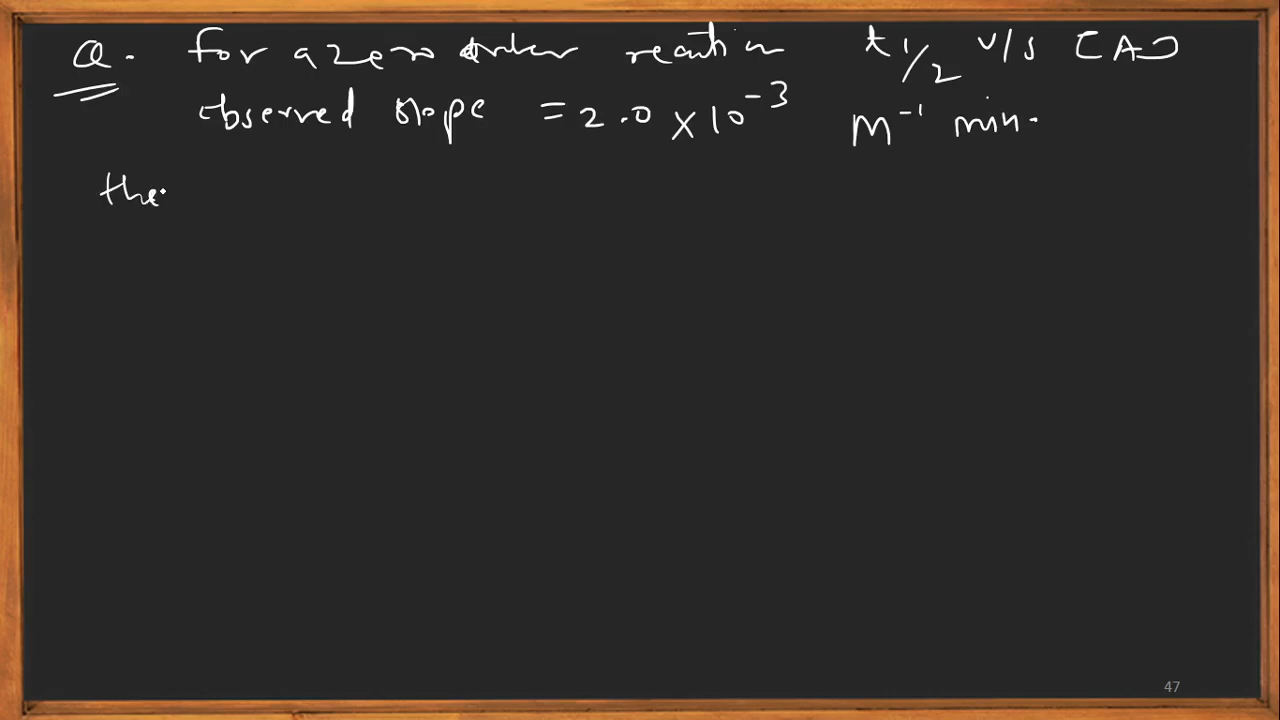 Q. For a zero order reaction t1/2 v/s [A]
observed slope = 2.0 × 10⁻³ M⁻¹ min.
the
47